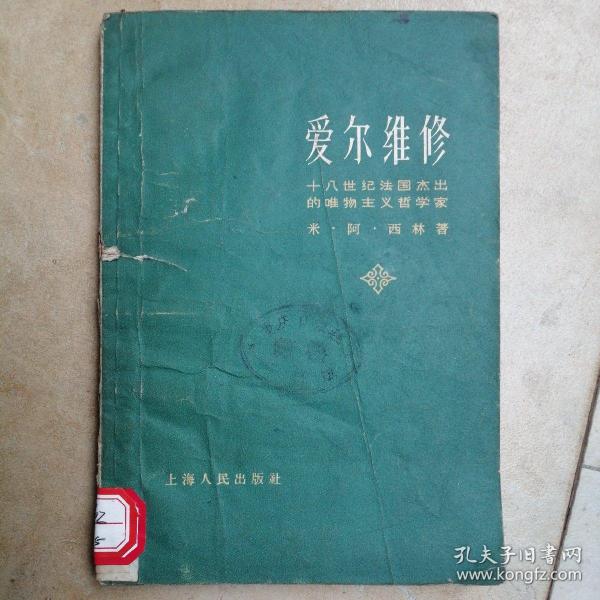 爱尔维修
十八世纪法国杰出
的唯物主义哲学家
米·阿·西林著
上海人民出版社
孔夫子旧书网
www.kongfz.com